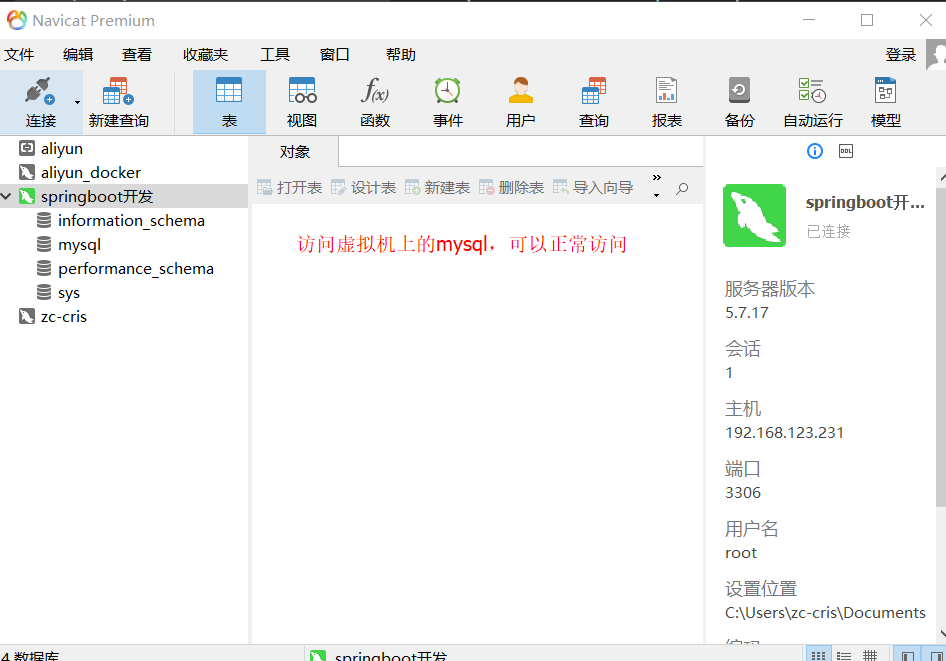 Navicat Premium
文件 编辑 查看 收藏夹 工具 窗口 帮助 登录
连接 新建查询 表 视图 函数 事件 用户 查询 报表 备份 自动运行 模型
f(x)
aliyun
aliyun_docker
springboot开发
information_schema
mysql
performance_schema
sys
zc-cris
对象
打开表 设计表 新建表 删除表 导入向导
访问虚拟机上的mysql，可以正常访问
DDL
springboot开...
已连接
服务器版本
5.7.17
会话
1
主机
192.168.123.231
端口
3306
用户名
root
设置位置
C:\Users\zc-cris\Documents
4 数据库
springboot开发